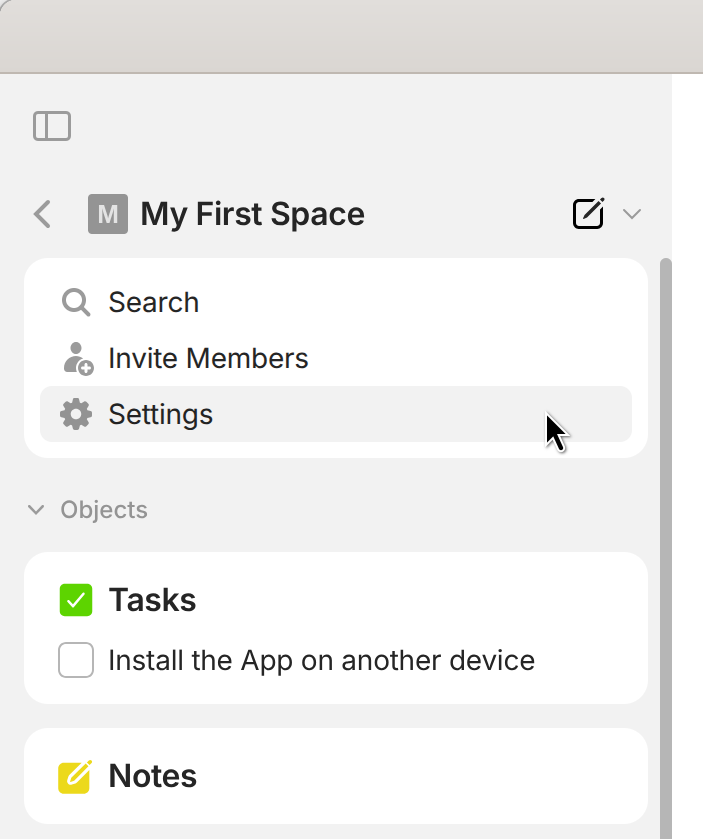 M My First Space
Search
Invite Members
Settings
Objects
Tasks
Install the App on another device
Notes